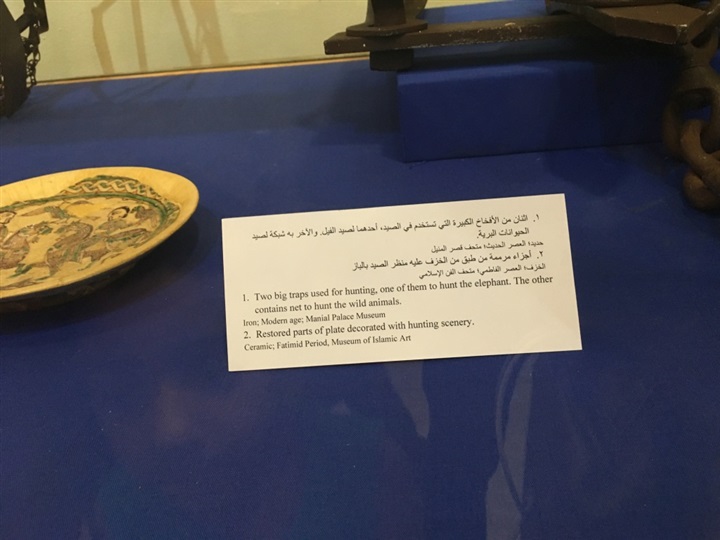 ١. اثنان من الأفخاخ الكبيرة التي تستخدم في الصيد، أحدهما لصيد الفيل. والآخر به شبكة لصيد
الحيوانات البرية.
حديد؛ العصر الحديث؛ متحف قصر المنيل
٢. أجزاء مرممة من طبق من الخزف عليه منظر الصيد بالباز
الخزف؛ العصر الفاطمي؛ متحف الفن الإسلامي
1. Two big traps used for hunting, one of them to hunt the elephant. The other
contains net to hunt the wild animals.
Iron; Modern age; Manial Palace Museum
2. Restored parts of plate decorated with hunting scenery.
Ceramic; Fatimid Period, Museum of Islamic Art